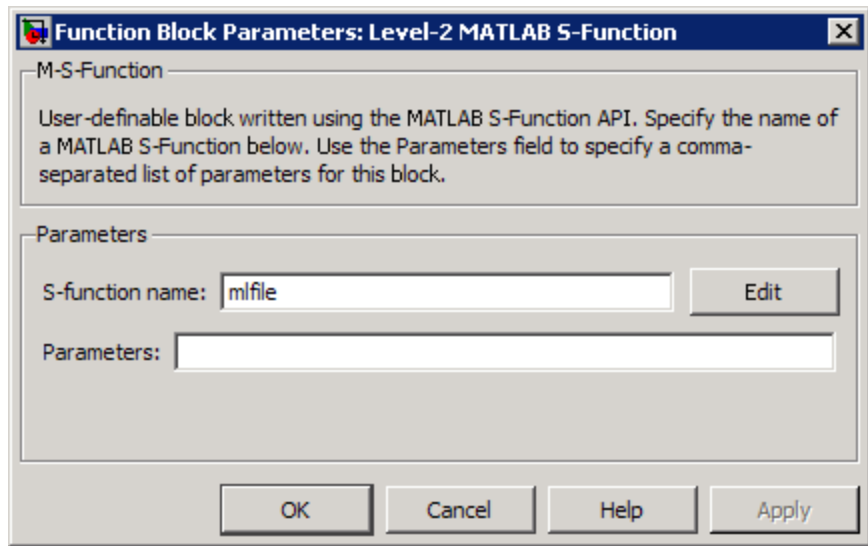 Function Block Parameters: Level-2 MATLAB S-Function
M-S-Function
User-definable block written using the MATLAB S-Function API. Specify the name of
a MATLAB S-Function below. Use the Parameters field to specify a comma-
separated list of parameters for this block.
Parameters
S-function name: mlfile Edit
Parameters:
OK Cancel Help Apply